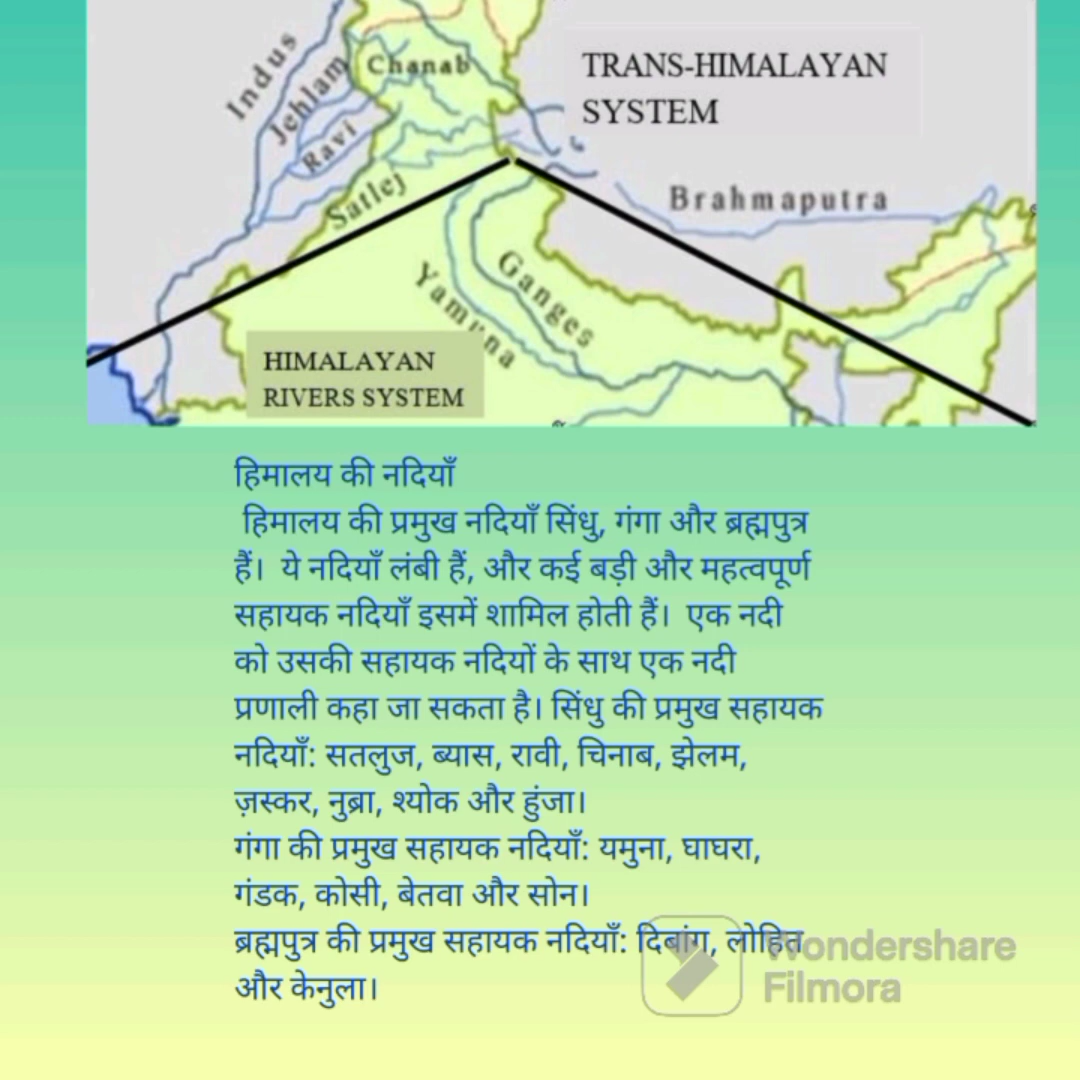 Indus
Jehlam
Ravi
Chanab
Satlej
TRANS-HIMALAYAN
SYSTEM
Brahmaputra
Ganges
Yamuna
HIMALAYAN
RIVERS SYSTEM
हिमालय की नदियाँ
हिमालय की प्रमुख नदियाँ सिंधु, गंगा और ब्रह्मपुत्र
हैं। ये नदियाँ लंबी हैं, और कई बड़ी और महत्वपूर्ण
सहायक नदियाँ इसमें शामिल होती हैं। एक नदी
को उसकी सहायक नदियों के साथ एक नदी
प्रणाली कहा जा सकता है। सिंधु की प्रमुख सहायक
नदियाँ: सतलुज, ब्यास, रावी, चिनाब, झेलम,
ज़स्कर, नुब्रा, श्योक और हुंजा।
गंगा की प्रमुख सहायक नदियाँ: यमुना, घाघरा,
गंडक, कोसी, बेतवा और सोन।
ब्रह्मपुत्र की प्रमुख सहायक नदियाँ: दिबांग, लोहित
और केनुला।
Wondershare
Filmora